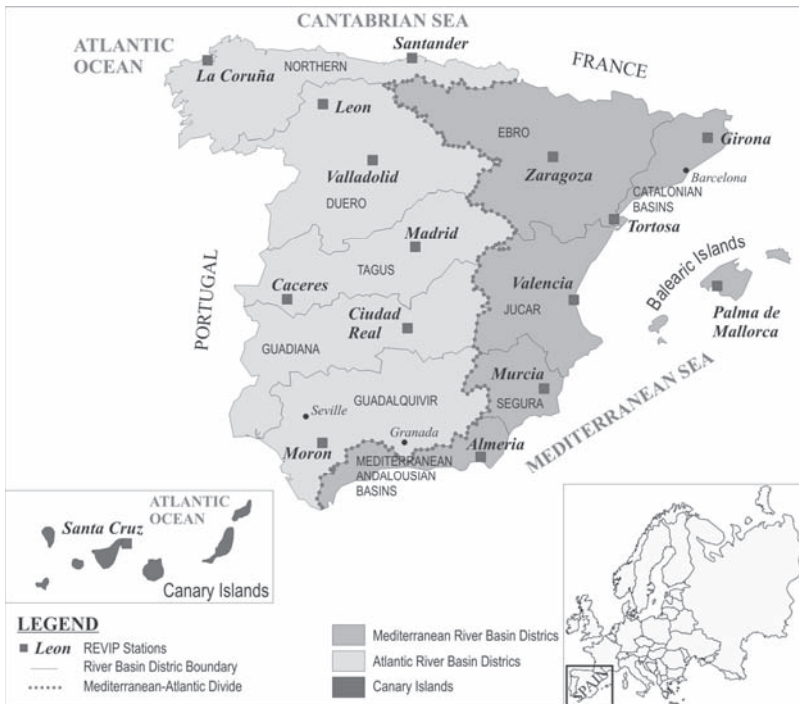 CANTABRIAN SEA
ATLANTIC
OCEAN
Santander
La Coruña
NORTHERN
FRANCE
Leon
EBRO
Girona
Valladolid
Zaragoza
Barcelona
CATALONIAN
BASINS
DUERO
Tortosa
Madrid
TAGUS
Balearic Islands
PORTUGAL
Caceres
Valencia
Ciudad
Real
JUCAR
Palma de
Mallorca
GUADIANA
Murcia
SEGURA
MEDITERRANEAN SEA
GUADALQUIVIR
Seville
Granada
Moron
Almeria
MEDITERRANEAN
ANDALOUSIAN
BASINS
ATLANTIC
OCEAN
Santa Cruz
Canary Islands
LEGEND
Leon REVIP Stations
River Basin Distric Boundary
Mediterranean-Atlantic Divide
Mediterranean River Basin Districs
Atlantic River Basin Districs
Canary Islands
SPAIN